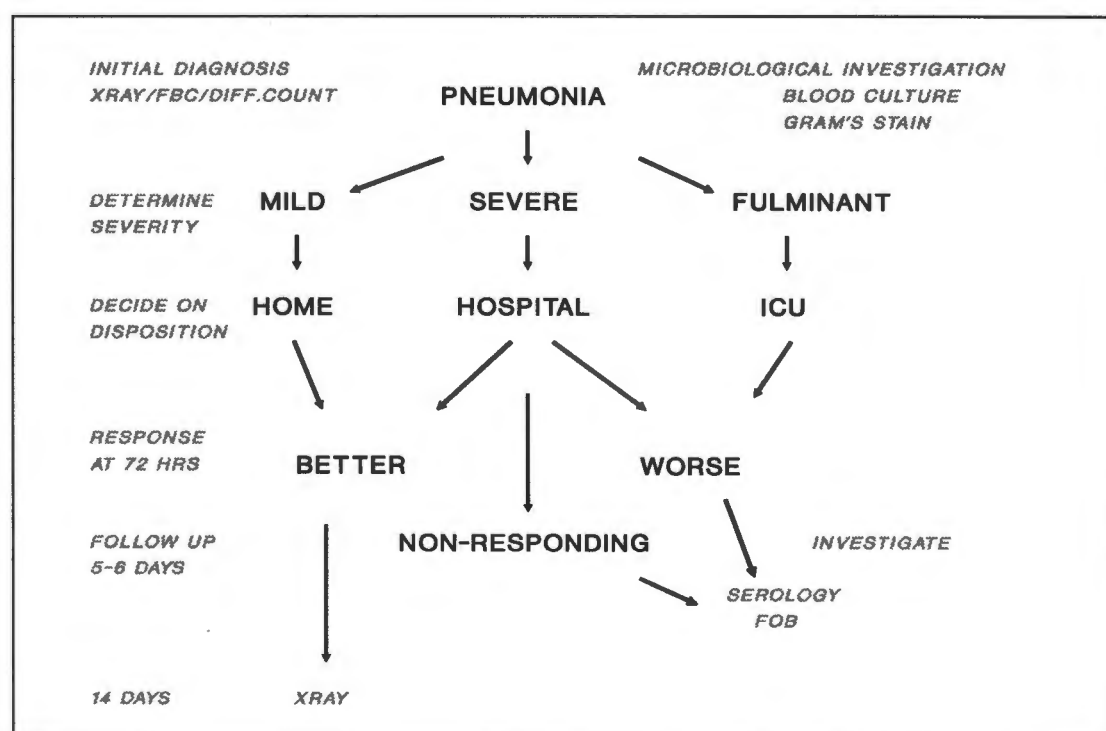 INITIAL DIAGNOSIS
XRAY/FBC/DIFF.COUNT
PNEUMONIA
MICROBIOLOGICAL INVESTIGATION
BLOOD CULTURE
GRAM'S STAIN
DETERMINE
SEVERITY
MILD
SEVERE
FULMINANT
DECIDE ON
DISPOSITION
HOME
HOSPITAL
ICU
RESPONSE
AT 72 HRS
BETTER
WORSE
FOLLOW UP
5-6 DAYS
NON-RESPONDING
INVESTIGATE
SEROLOGY
FOB
14 DAYS
XRAY